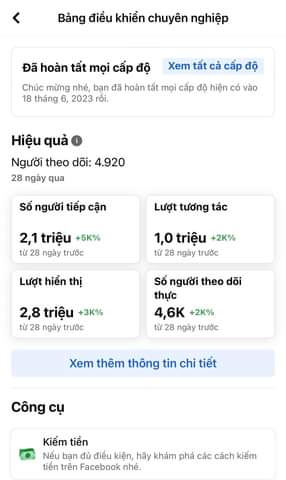 Bảng điều khiển chuyên nghiệp
Đã hoàn tất mọi cấp độ
Xem tất cả cấp độ
Chúc mừng nhé, bạn đã hoàn tất mọi cấp độ hiện có vào
18 tháng 6, 2023 rồi.
Hiệu quả
Người theo dõi: 4.920
28 ngày qua
Số người tiếp cận
2,1 triệu +5K%
từ 28 ngày trước
Lượt tương tác
1,0 triệu +2K%
từ 28 ngày trước
Lượt hiển thị
2,8 triệu +3K%
từ 28 ngày trước
Số người theo dõi
thực
4,6K +2K%
từ 28 ngày trước
Xem thêm thông tin chi tiết
Công cụ
Kiếm tiền
Nếu bạn đủ điều kiện, hãy khám phá các cách kiếm
tiền trên Facebook nhé.